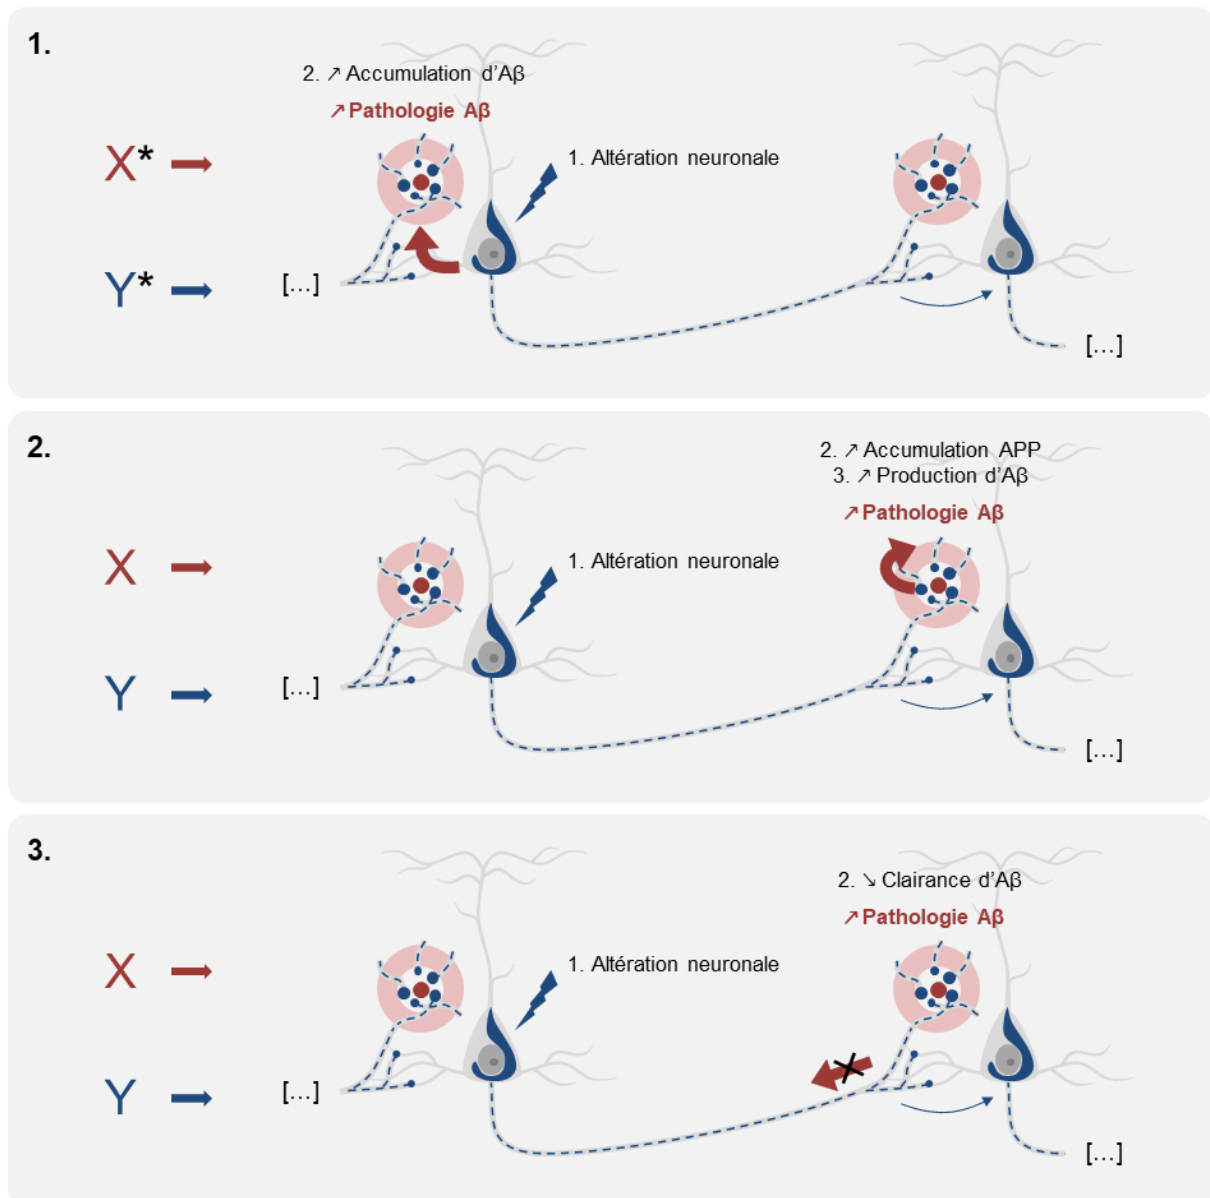 1.
2. ↗ Accumulation d'Aβ
↗ Pathologie Aβ
1. Altération neuronale
X*
Y*
[...]
[...]
2.
2. ↗ Accumulation APP
3. ↗ Production d'Aβ
↗ Pathologie Aβ
1. Altération neuronale
X
Y
[...]
[...]
3.
2. ↘ Clairance d'Aβ
↗ Pathologie Aβ
1. Altération neuronale
X
Y
[...]
[...]